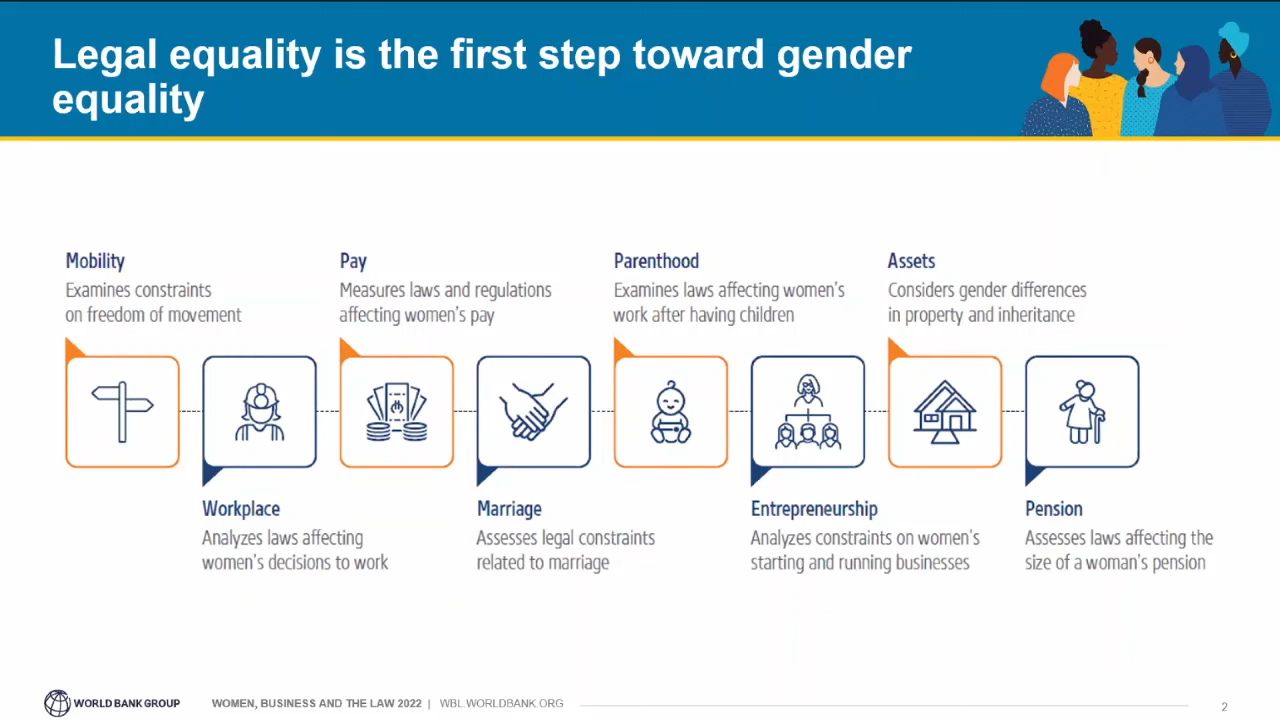 Legal equality is the first step toward gender
equality
Mobility
Examines constraints
on freedom of movement
Pay
Measures laws and regulations
affecting women's pay
Parenthood
Examines laws affecting women's
work after having children
Assets
Considers gender differences
in property and inheritance
Workplace
Analyzes laws affecting
women's decisions to work
Marriage
Assesses legal constraints
related to marriage
Entrepreneurship
Analyzes constraints on women's
starting and running businesses
Pension
Assesses laws affecting the
size of a woman's pension
WORLD BANK GROUP WOMEN, BUSINESS AND THE LAW 2022 | WBL.WORLDBANK.ORG 2